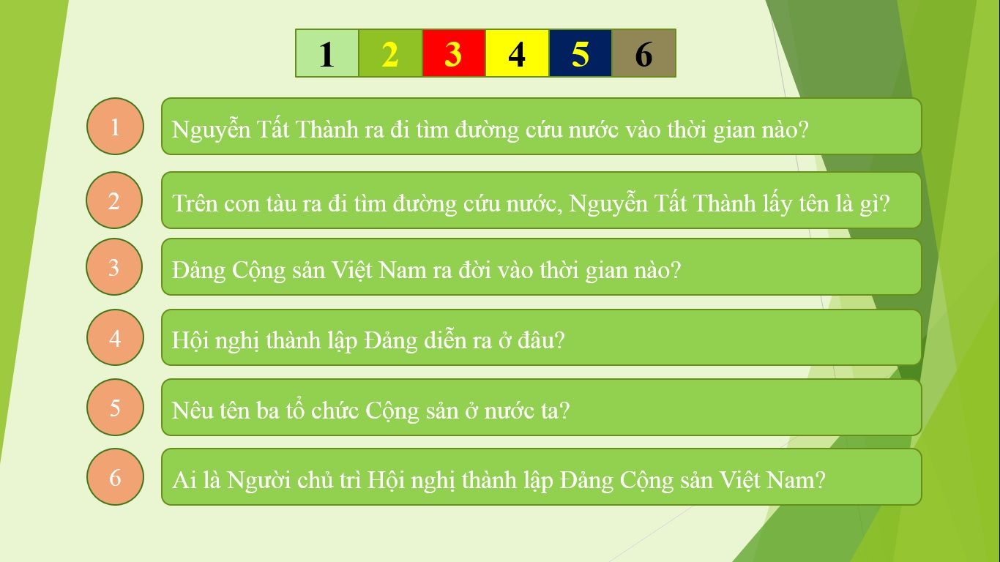 1 2 3 4 5 6
1 Nguyễn Tất Thành ra đi tìm đường cứu nước vào thời gian nào?
2 Trên con tàu ra đi tìm đường cứu nước, Nguyễn Tất Thành lấy tên là gì?
3 Đảng Cộng sản Việt Nam ra đời vào thời gian nào?
4 Hội nghị thành lập Đảng diễn ra ở đâu?
5 Nêu tên ba tổ chức Cộng sản ở nước ta?
6 Ai là Người chủ trì Hội nghị thành lập Đảng Cộng sản Việt Nam?